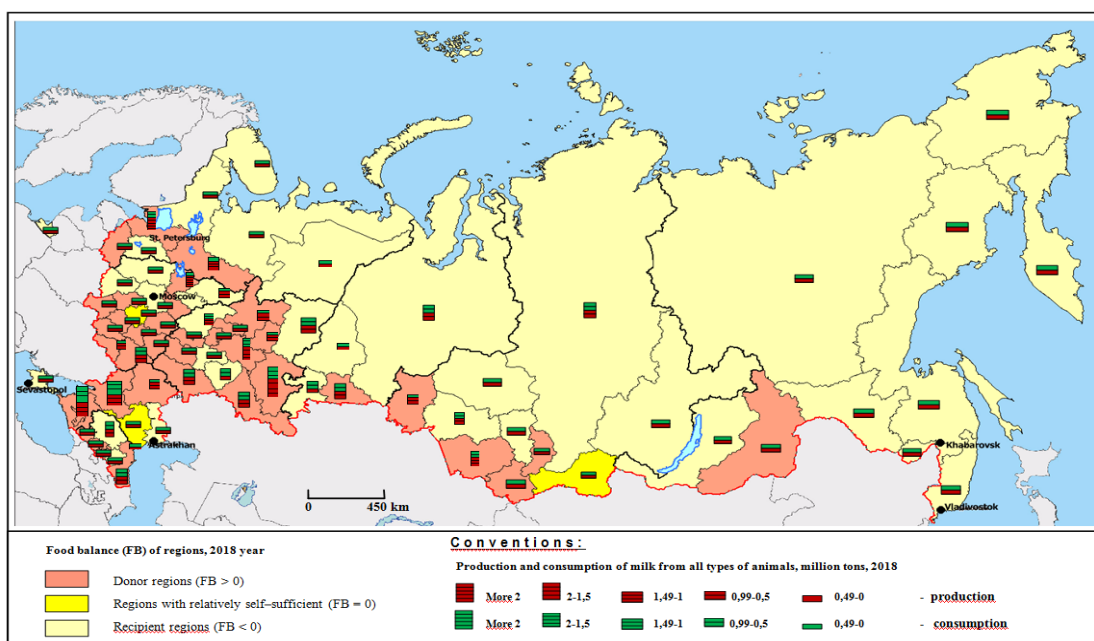 St. Petersburg
Moscow
Sevastopol
Astrakhan
Khabarovsk
Vladivostok
0 450 km
Conventions:
Food balance (FB) of regions, 2018 year
Donor regions (FB > 0)
Regions with relatively self–sufficient (FB = 0)
Recipient regions (FB < 0)
Production and consumption of milk from all types of animals, million tons, 2018
More 2 2-1,5 1,49-1 0,99-0,5 0,49-0 - production
More 2 2-1,5 1,49-1 0,99-0,5 0,49-0 - consumption